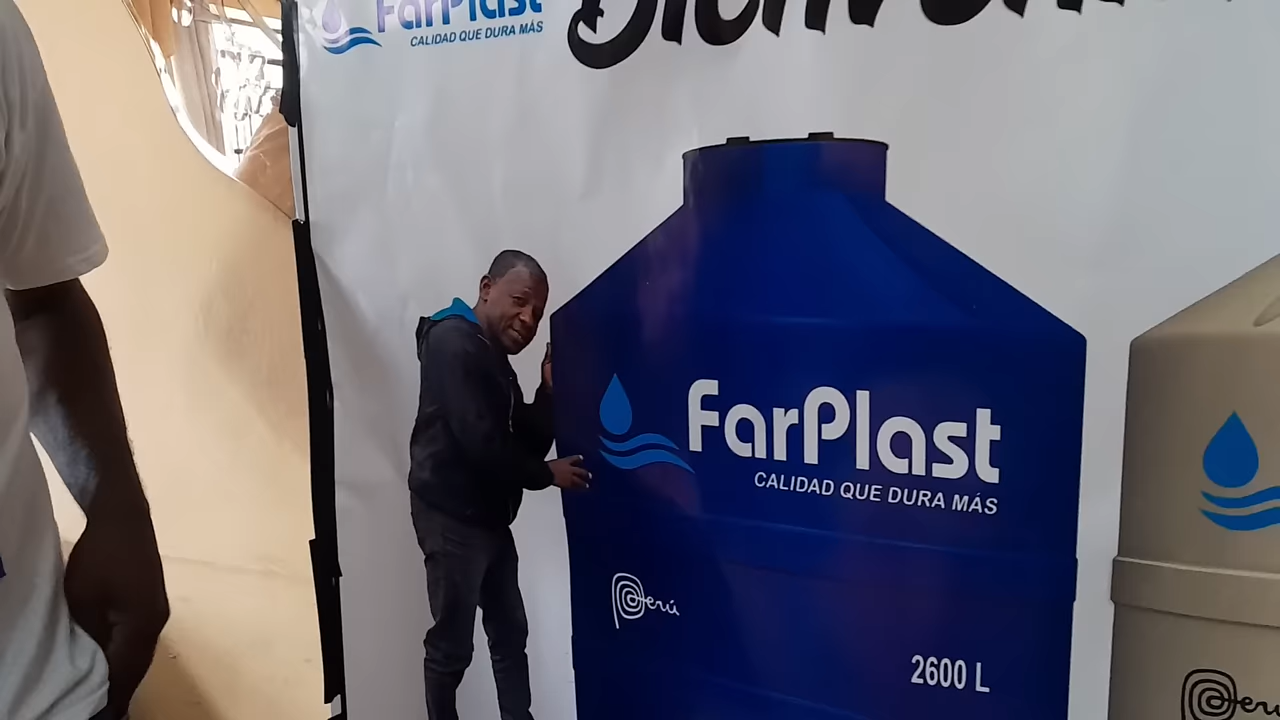 FarPlast
CALIDAD QUE DURA MÁS
FarPlast
CALIDAD QUE DURA MÁS
Perú
2600 L